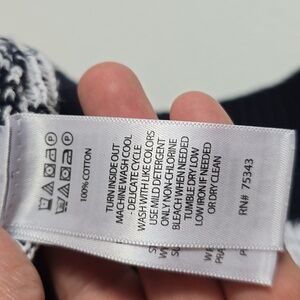 100% COTTON
TURN INSIDE OUT
MACHINE WASH COOL
- DELICATE CYCLE
WASH WITH LIKE COLORS
USE MILD DETERGENT
ONLY NON-CHLORINE
BLEACH WHEN NEEDED
TUMBLE DRY LOW
LOW IRON IF NEEDED
OR DRY CLEAN
RN# 75343